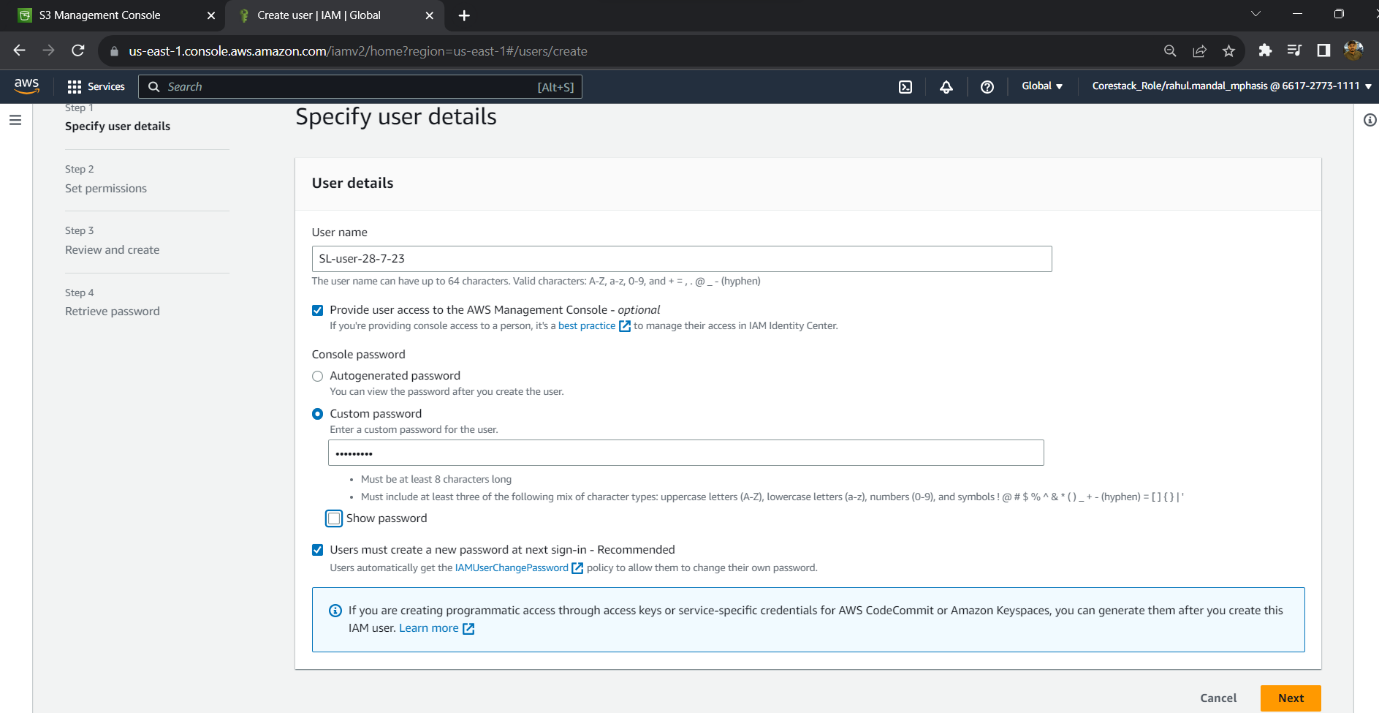 S3 Management Console
Create user | IAM | Global
us-east-1.console.aws.amazon.com/iamv2/home?region=us-east-1#/users/create
aws
Services
Search
[Alt+S]
Global
Corestack_Role/rahul.mandal_mphasis @ 6617-2773-1111
Step 1
Specify user details
Step 2
Set permissions
Step 3
Review and create
Step 4
Retrieve password
Specify user details
User details
User name
SL-user-28-7-23
The user name can have up to 64 characters. Valid characters: A-Z, a-z, 0-9, and + = , . @ _ - (hyphen)
Provide user access to the AWS Management Console - optional
If you're providing console access to a person, it's a best practice to manage their access in IAM Identity Center.
Console password
Autogenerated password
You can view the password after you create the user.
Custom password
Enter a custom password for the user.
•••••••••
• Must be at least 8 characters long
• Must include at least three of the following mix of character types: uppercase letters (A-Z), lowercase letters (a-z), numbers (0-9), and symbols ! @ # $ % ^ & * ( ) _ + - (hyphen) = [ ] { } | '
Show password
Users must create a new password at next sign-in - Recommended
Users automatically get the IAMUserChangePassword policy to allow them to change their own password.
If you are creating programmatic access through access keys or service-specific credentials for AWS CodeCommit or Amazon Keyspaces, you can generate them after you create this
IAM user. Learn more
Cancel
Next